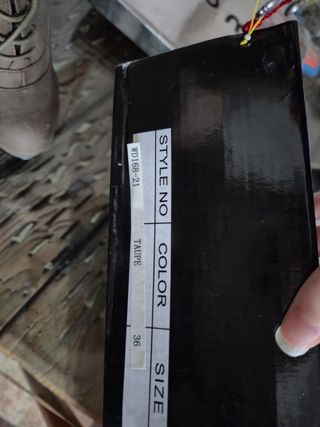 STYLE NO COLOR SIZE
WD168-21 TAUPE 36